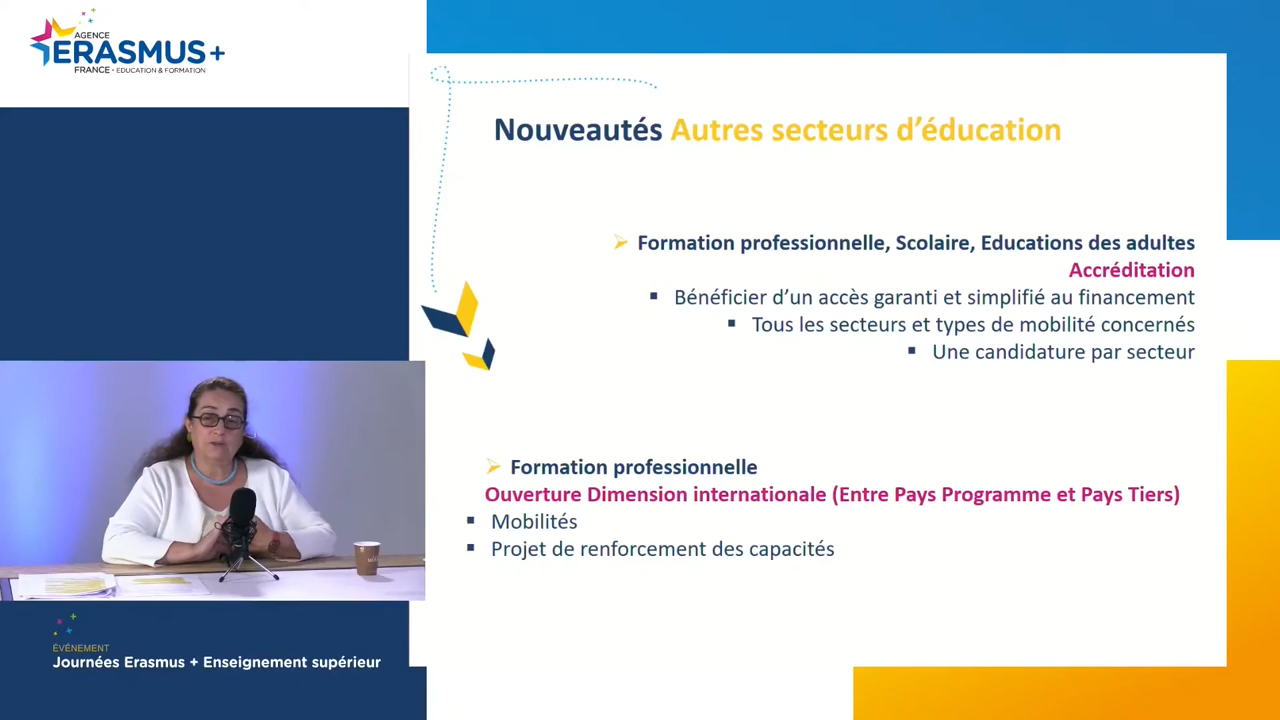 AGENCE
ERASMUS+
FRANCE • EDUCATION & FORMATION
Nouveautés Autres secteurs d’éducation
Formation professionnelle, Scolaire, Educations des adultes
Accréditation
Bénéficier d’un accès garanti et simplifié au financement
Tous les secteurs et types de mobilité concernés
Une candidature par secteur
Formation professionnelle
Ouverture Dimension internationale (Entre Pays Programme et Pays Tiers)
Mobilités
Projet de renforcement des capacités
ÉVÉNEMENT
Journées Erasmus + Enseignement supérieur